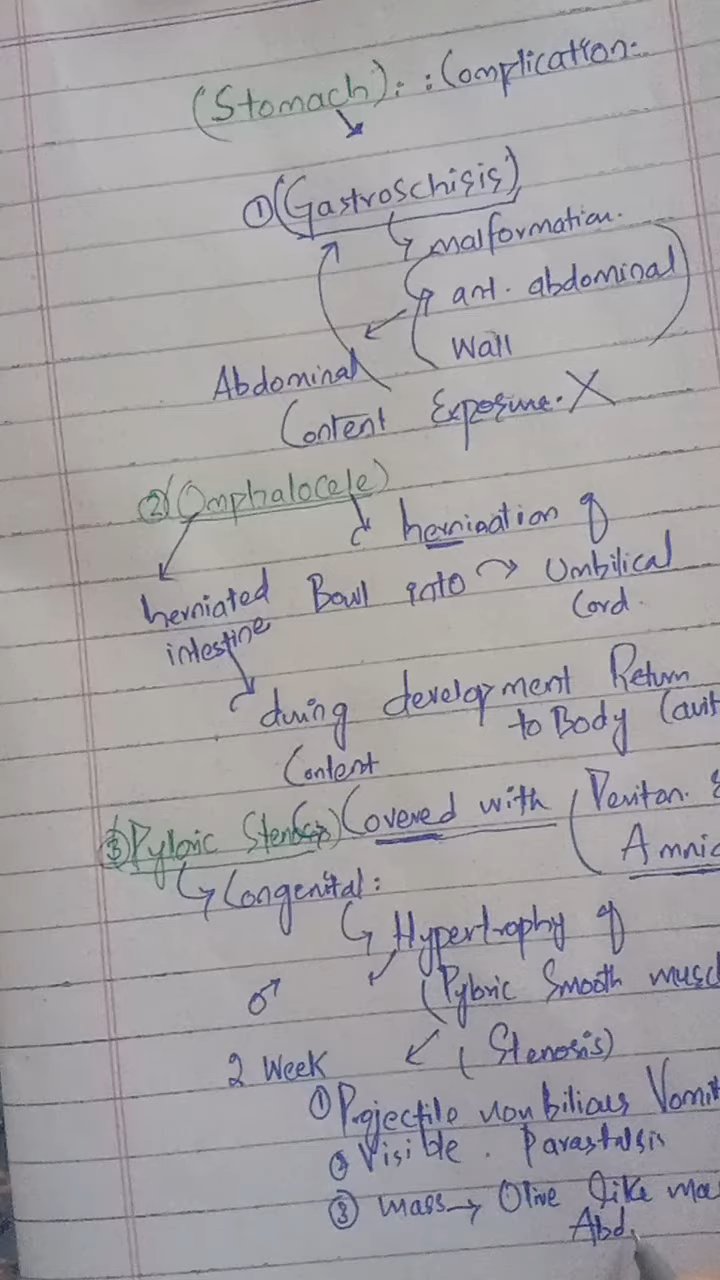 (Stomach): : Complication:-
① (Gastroschisis)
malformation.
ant. abdominal
Wall
Abdominal
Content Exposure. X
② (Omphalocele)
herniation of
herniated Bowl into → Umbilical
intestine Cord.
during development Return
to Body Cavit
Content
③ Pyloric Stenosis) Covered with (Periton. &
Amnio
Congenital:
Hypertrophy of
♂ (Pyloric Smooth muscl
2 Week (Stenosis)
① Projectile nonbilious Vomit
② Visible . Parastalsis
③ mass → Olive like ma
Abd.